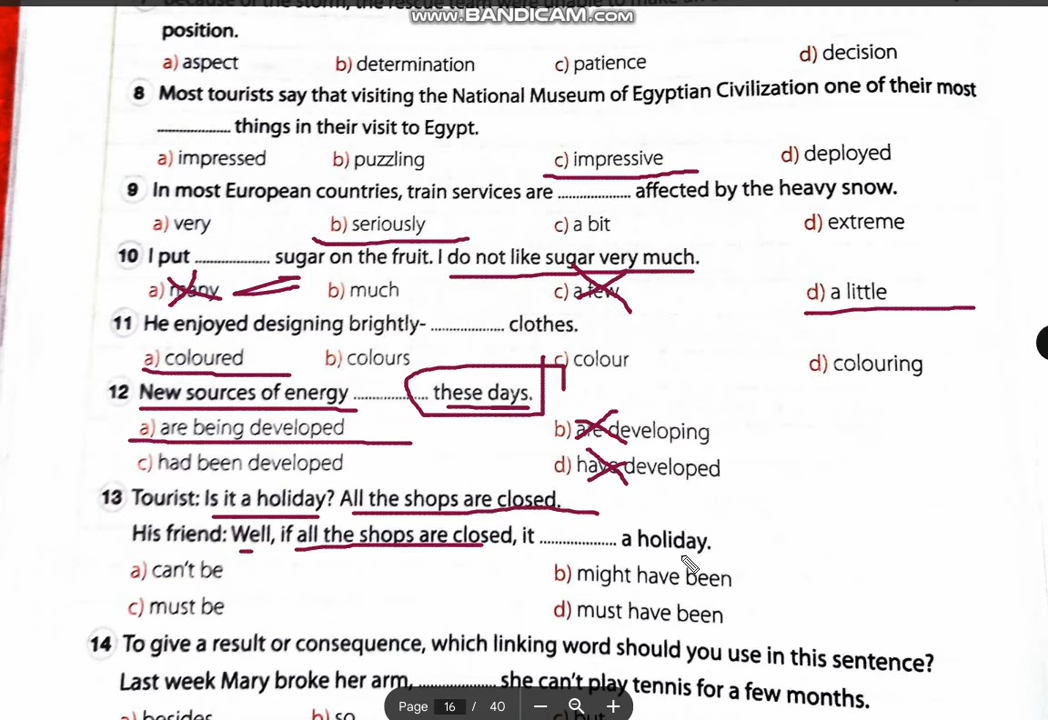 www.BANDICAM.com
position.
a) aspect b) determination c) patience d) decision
8 Most tourists say that visiting the National Museum of Egyptian Civilization one of their most
.................... things in their visit to Egypt.
a) impressed b) puzzling c) impressive d) deployed
9 In most European countries, train services are .................... affected by the heavy snow.
a) very b) seriously c) a bit d) extreme
10 I put .................... sugar on the fruit. I do not like sugar very much.
a) many b) much c) a few d) a little
11 He enjoyed designing brightly- .................... clothes.
a) coloured b) colours c) colour d) colouring
12 New sources of energy .................... these days.
a) are being developed b) are developing
c) had been developed d) have developed
13 Tourist: Is it a holiday? All the shops are closed.
His friend: Well, if all the shops are closed, it .................... a holiday.
a) can't be b) might have been
c) must be d) must have been
14 To give a result or consequence, which linking word should you use in this sentence?
Last week Mary broke her arm, .................... she can't play tennis for a few months.
a) besides b) so c) but
Page 16 / 40